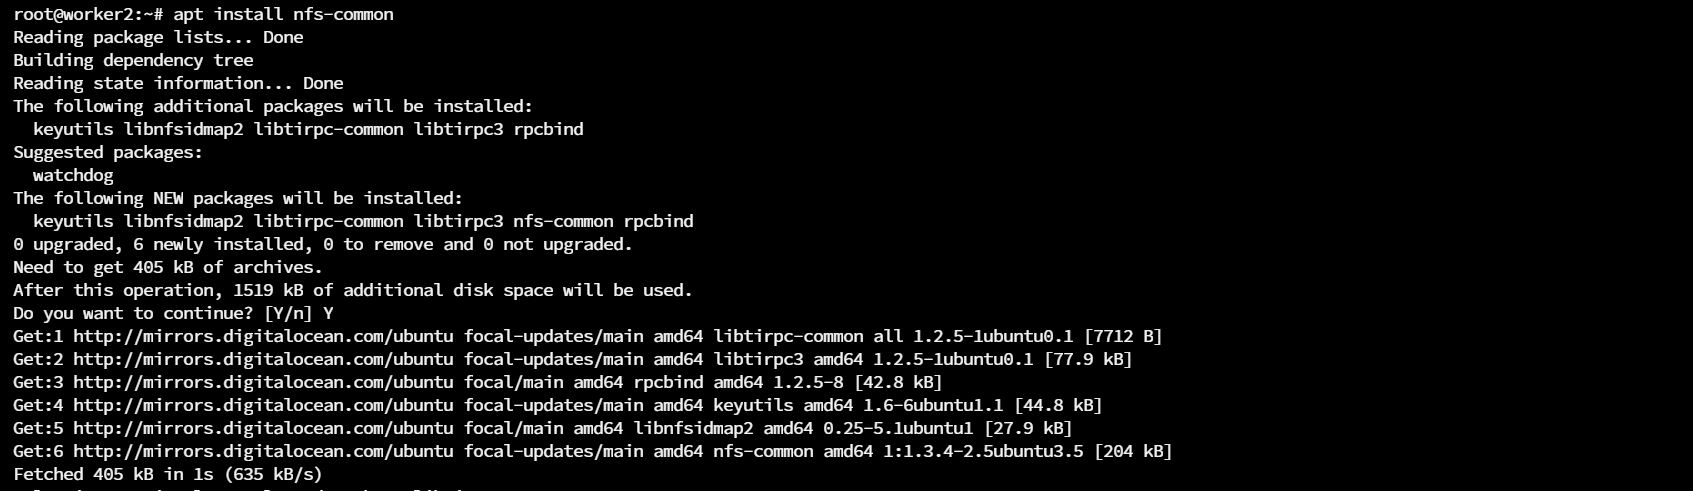 root@worker2:~# apt install nfs-common
Reading package lists... Done
Building dependency tree
Reading state information... Done
The following additional packages will be installed:
  keyutils libnfsidmap2 libtirpc-common libtirpc3 rpcbind
Suggested packages:
  watchdog
The following NEW packages will be installed:
  keyutils libnfsidmap2 libtirpc-common libtirpc3 nfs-common rpcbind
0 upgraded, 6 newly installed, 0 to remove and 0 not upgraded.
Need to get 405 kB of archives.
After this operation, 1519 kB of additional disk space will be used.
Do you want to continue? [Y/n] Y
Get:1 http://mirrors.digitalocean.com/ubuntu focal-updates/main amd64 libtirpc-common all 1.2.5-1ubuntu0.1 [7712 B]
Get:2 http://mirrors.digitalocean.com/ubuntu focal-updates/main amd64 libtirpc3 amd64 1.2.5-1ubuntu0.1 [77.9 kB]
Get:3 http://mirrors.digitalocean.com/ubuntu focal/main amd64 rpcbind amd64 1.2.5-8 [42.8 kB]
Get:4 http://mirrors.digitalocean.com/ubuntu focal-updates/main amd64 keyutils amd64 1.6-6ubuntu1.1 [44.8 kB]
Get:5 http://mirrors.digitalocean.com/ubuntu focal/main amd64 libnfsidmap2 amd64 0.25-5.1ubuntu1 [27.9 kB]
Get:6 http://mirrors.digitalocean.com/ubuntu focal-updates/main amd64 nfs-common amd64 1:1.3.4-2.5ubuntu3.5 [204 kB]
Fetched 405 kB in 1s (635 kB/s)